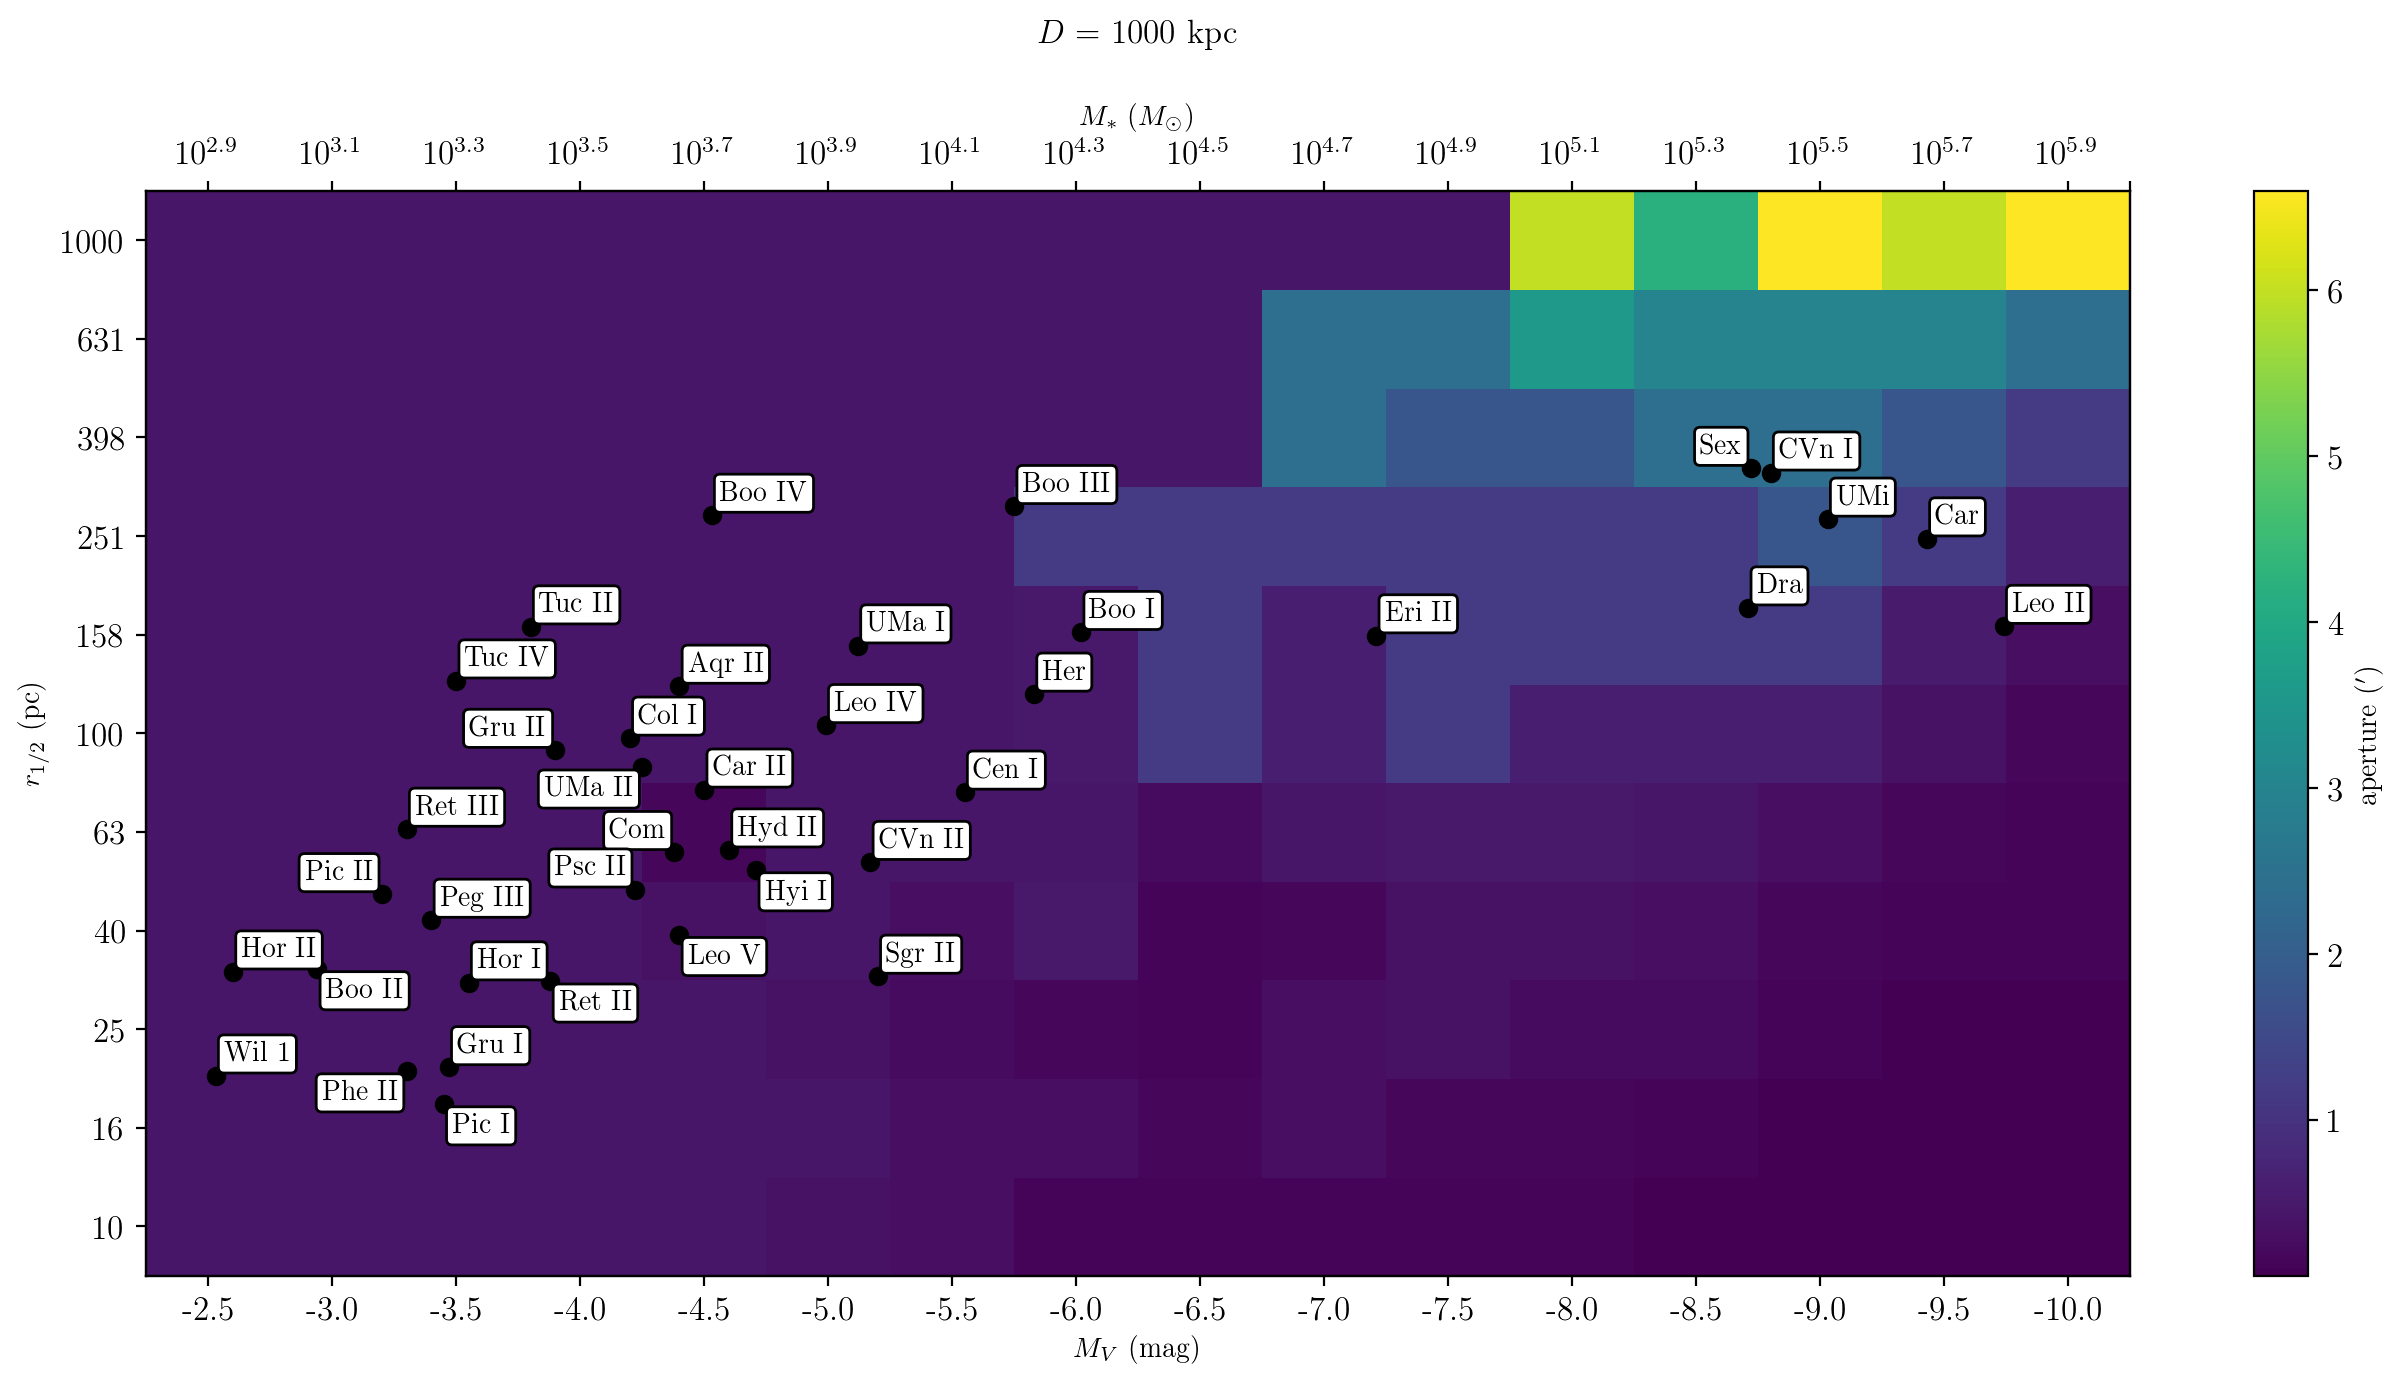 D = 1000 kpc
M* (M⊙)
10^2.9 10^3.1 10^3.3 10^3.5 10^3.7 10^3.9 10^4.1 10^4.3 10^4.5 10^4.7 10^4.9 10^5.1 10^5.3 10^5.5 10^5.7 10^5.9
1000
631
398
251
158
100
63
40
25
16
10
r1/2 (pc)
Sex
CVn I
Boo III
Boo IV
UMi
Car
Dra
Tuc II
Boo I
Eri II
Leo II
UMa I
Tuc IV
Aqr II
Her
Leo IV
Col I
Gru II
Car II
Cen I
UMa II
Ret III
Com
Hyd II
CVn II
Psc II
Pic II
Hyi I
Peg III
Hor II
Hor I
Leo V
Sgr II
Boo II
Ret II
Wil 1
Gru I
Phe II
Pic I
-2.5 -3.0 -3.5 -4.0 -4.5 -5.0 -5.5 -6.0 -6.5 -7.0 -7.5 -8.0 -8.5 -9.0 -9.5 -10.0
M_V (mag)
6
5
4
3
2
1
aperture (′)